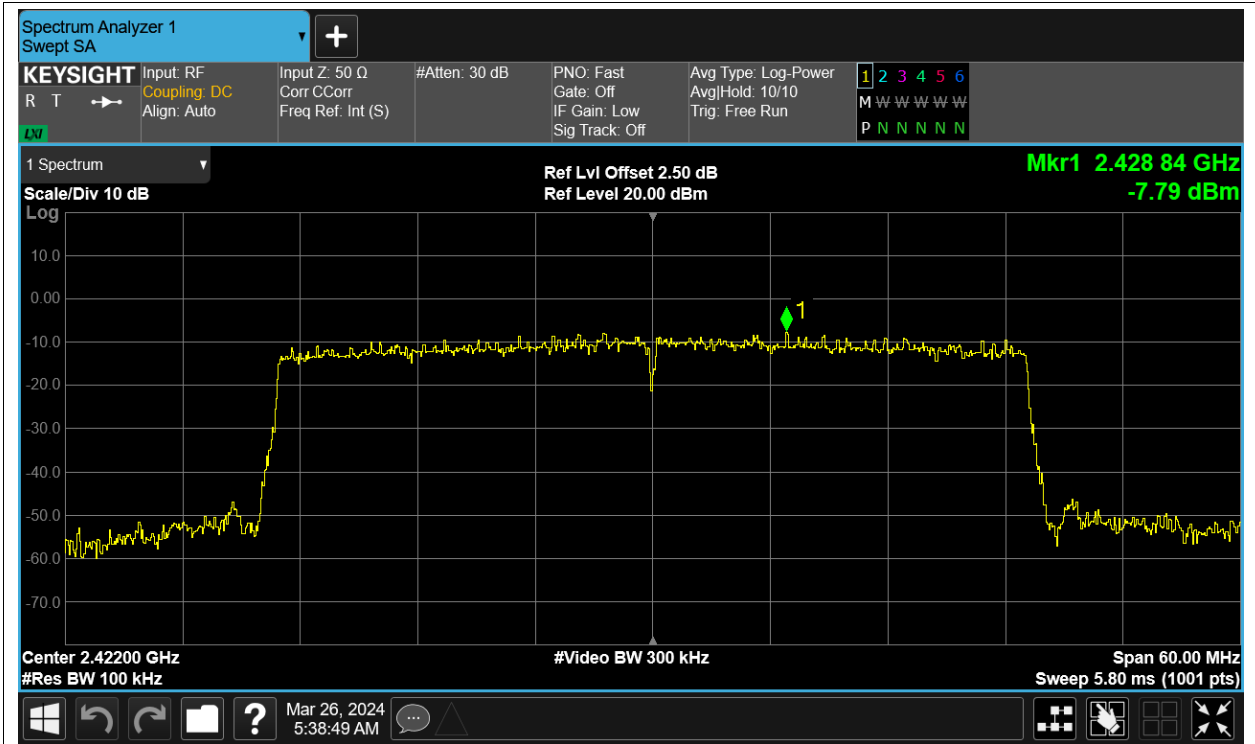 Spectrum Analyzer 1
Swept SA
+
KEYSIGHT
R T
LXI
Input: RF
Coupling: DC
Align: Auto
Input Z: 50 Ω
Corr CCorr
Freq Ref: Int (S)
#Atten: 30 dB
PNO: Fast
Gate: Off
IF Gain: Low
Sig Track: Off
Avg Type: Log-Power
Avg|Hold: 10/10
Trig: Free Run
1 2 3 4 5 6
M W W W W W
P N N N N N
1 Spectrum
Scale/Div 10 dB
Log
Ref Lvl Offset 2.50 dB
Ref Level 20.00 dBm
Mkr1 2.428 84 GHz
-7.79 dBm
10.0
0.00
1
-10.0
-20.0
-30.0
-40.0
-50.0
-60.0
-70.0
Center 2.42200 GHz
#Res BW 100 kHz
#Video BW 300 kHz
Span 60.00 MHz
Sweep 5.80 ms (1001 pts)
?
Mar 26, 2024
5:38:49 AM